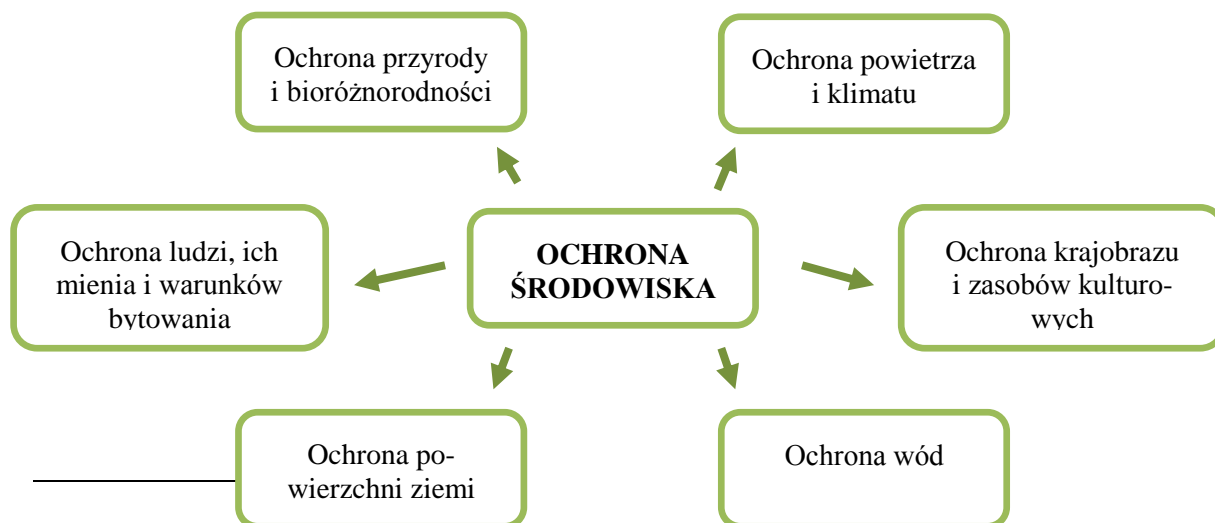 Ochrona przyrody
i bioróżnorodności
Ochrona powietrza
i klimatu
Ochrona ludzi, ich
mienia i warunków
bytowania
OCHRONA
ŚRODOWISKA
Ochrona krajobrazu
i zasobów kulturo-
wych
Ochrona po-
wierzchni ziemi
Ochrona wód